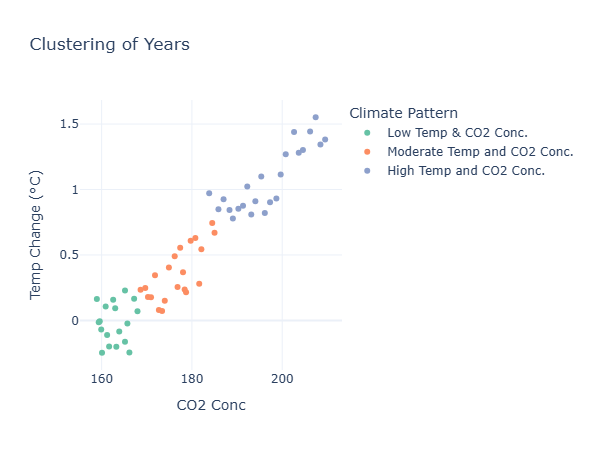 Clustering of Years
Climate Pattern
Low Temp & CO2 Conc.
Moderate Temp and CO2 Conc.
High Temp and CO2 Conc.
1.5
1
0.5
0
Temp Change (°C)
160
180
200
CO2 Conc